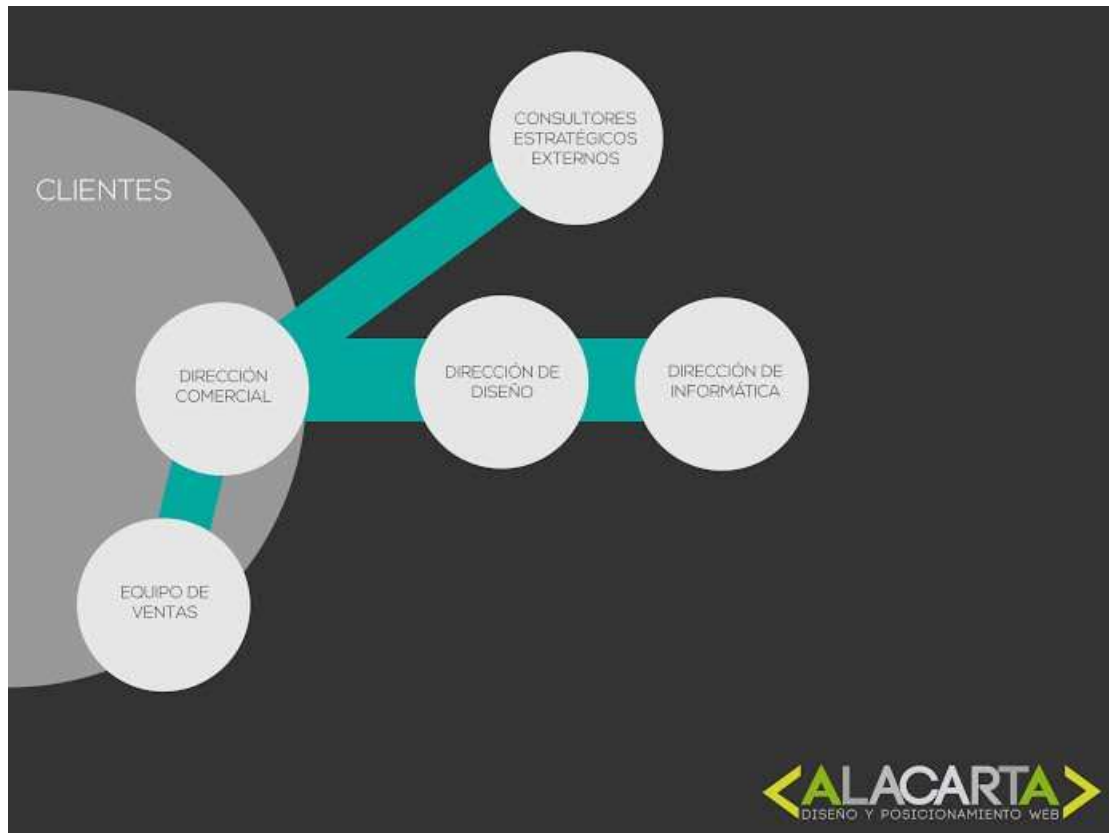 CONSULTORES
ESTRATÉGICOS
EXTERNOS
CLIENTES
DIRECCIÓN
COMERCIAL
DIRECCIÓN DE
DISEÑO
DIRECCIÓN DE
INFORMÁTICA
EQUIPO DE
VENTAS
<ALACARTA>
DISEÑO Y POSICIONAMIENTO WEB